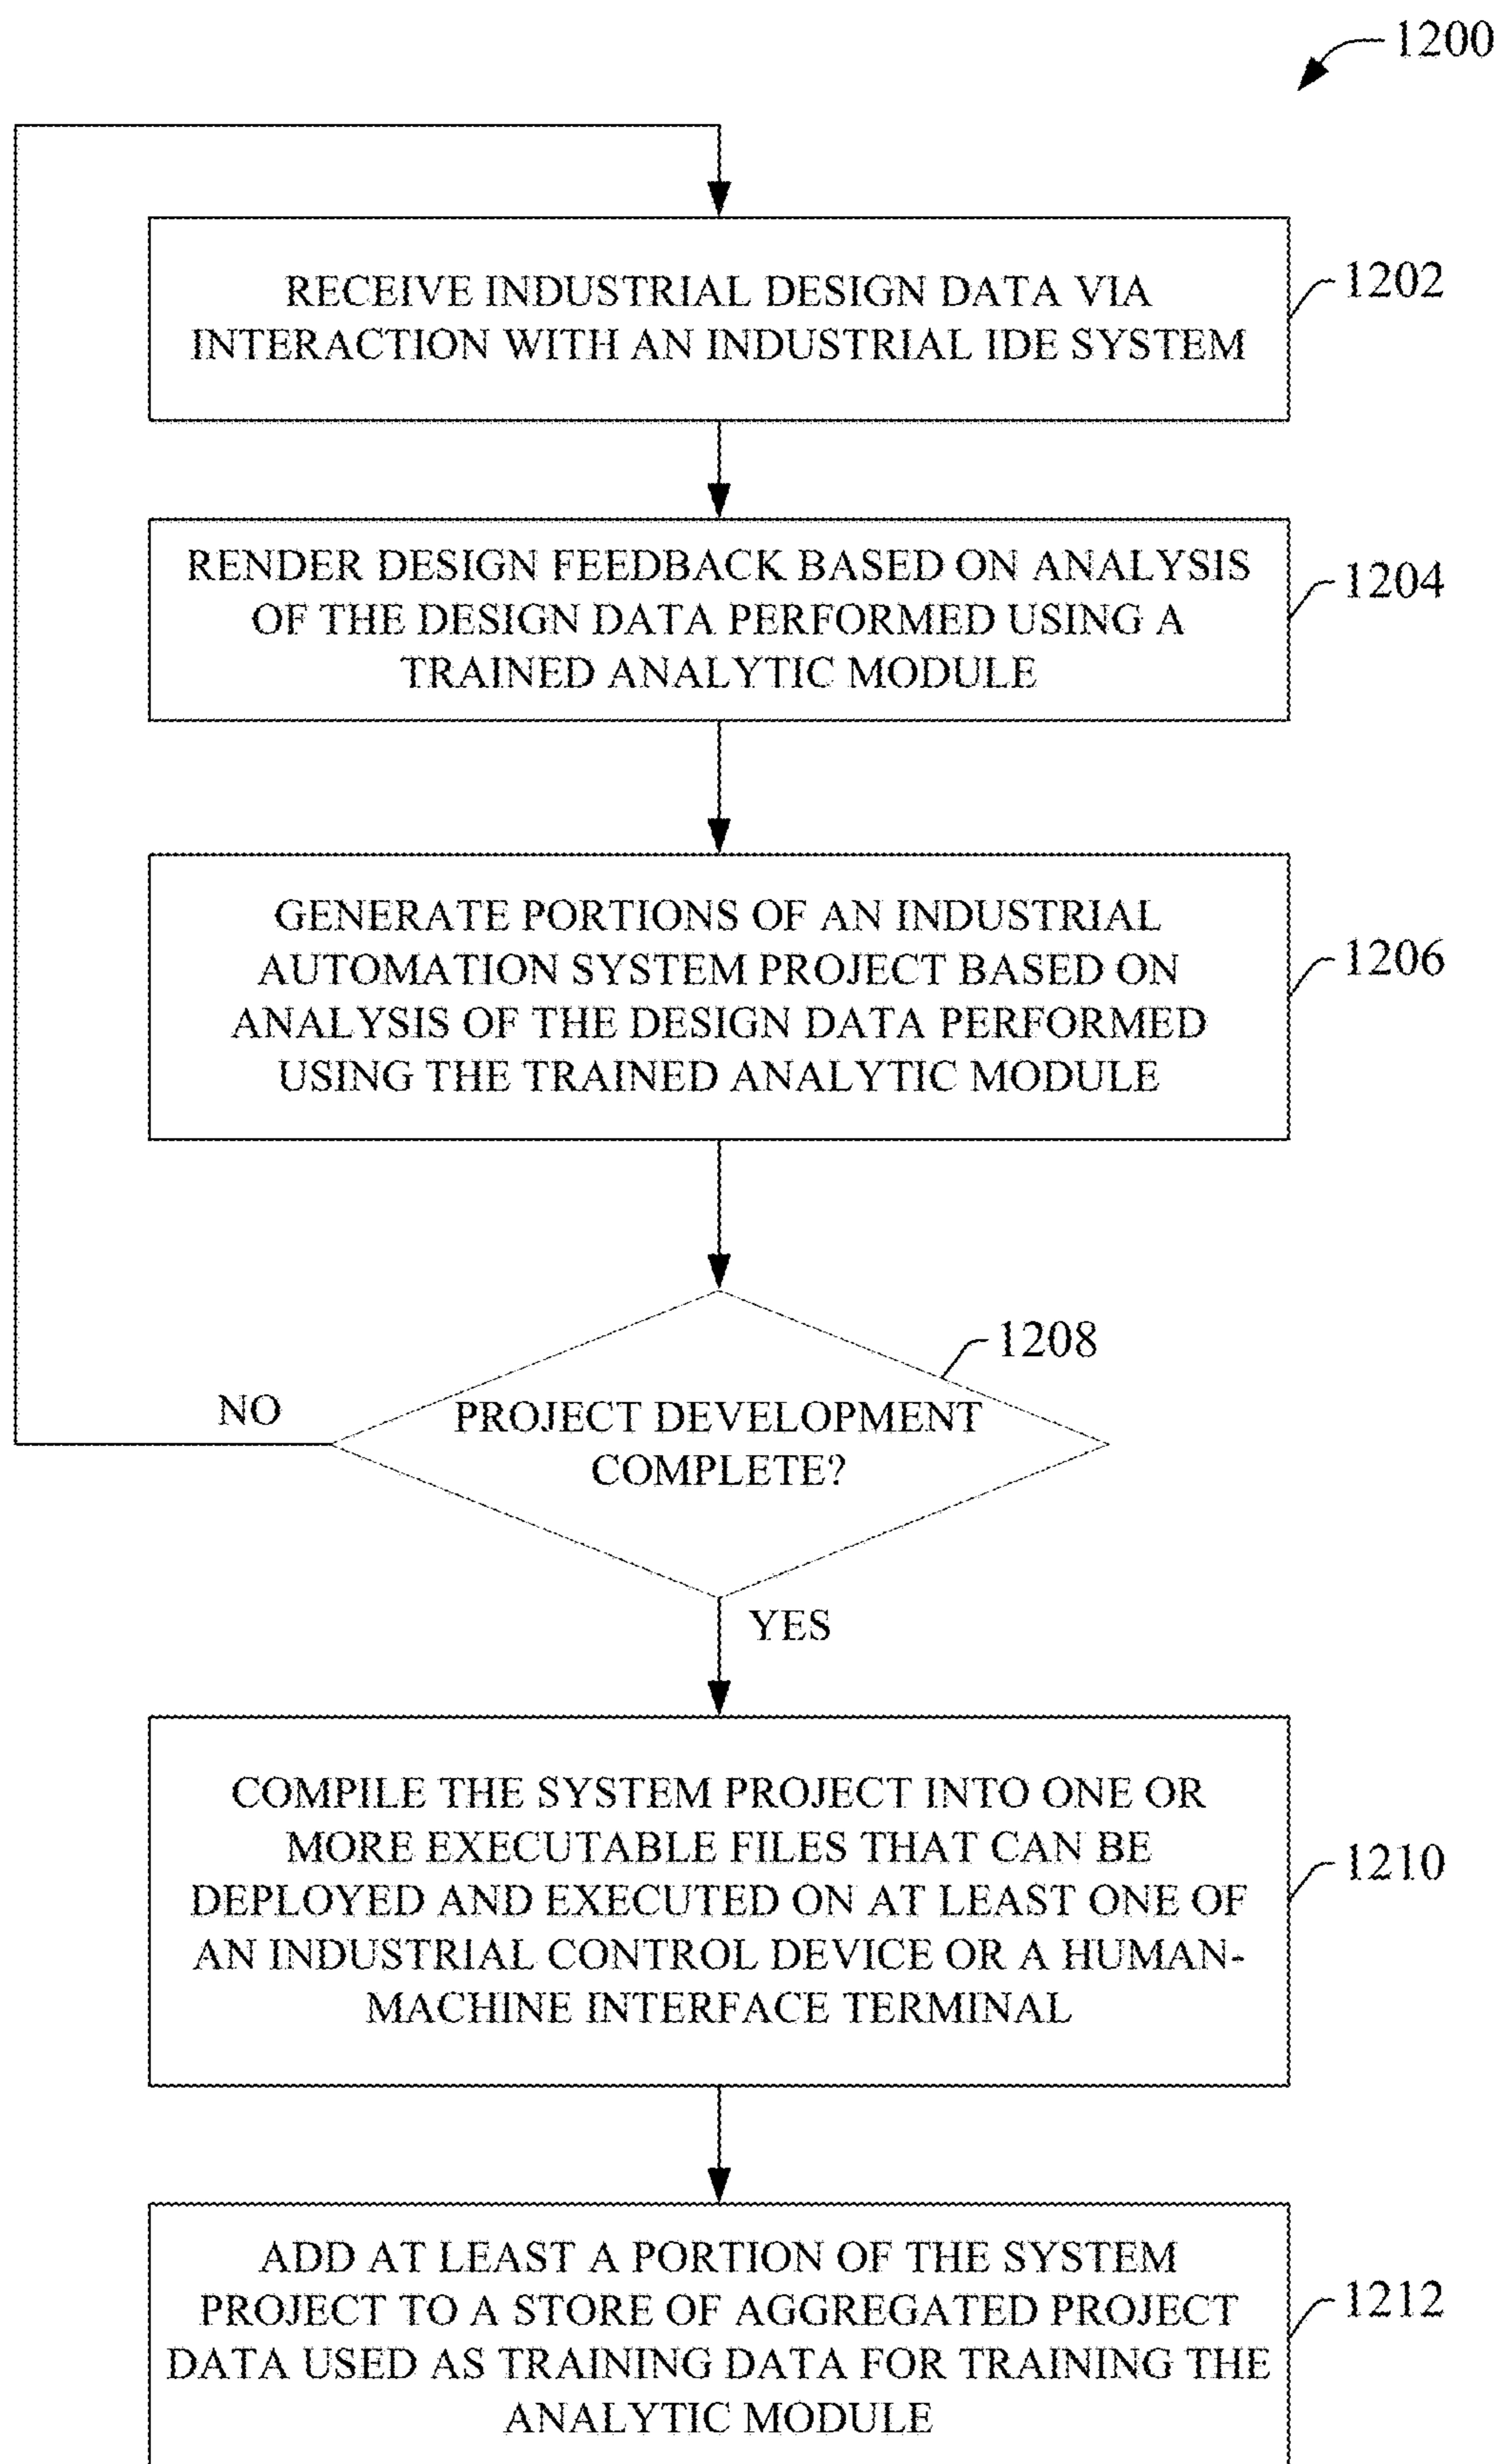 1200
RECEIVE INDUSTRIAL DESIGN DATA VIA
INTERACTION WITH AN INDUSTRIAL IDE SYSTEM
1202
RENDER DESIGN FEEDBACK BASED ON ANALYSIS
OF THE DESIGN DATA PERFORMED USING A
TRAINED ANALYTIC MODULE
1204
GENERATE PORTIONS OF AN INDUSTRIAL
AUTOMATION SYSTEM PROJECT BASED ON
ANALYSIS OF THE DESIGN DATA PERFORMED
USING THE TRAINED ANALYTIC MODULE
1206
1208
NO
PROJECT DEVELOPMENT
COMPLETE?
YES
COMPILE THE SYSTEM PROJECT INTO ONE OR
MORE EXECUTABLE FILES THAT CAN BE
DEPLOYED AND EXECUTED ON AT LEAST ONE OF
AN INDUSTRIAL CONTROL DEVICE OR A HUMAN-
MACHINE INTERFACE TERMINAL
1210
ADD AT LEAST A PORTION OF THE SYSTEM
PROJECT TO A STORE OF AGGREGATED PROJECT
DATA USED AS TRAINING DATA FOR TRAINING THE
ANALYTIC MODULE
1212